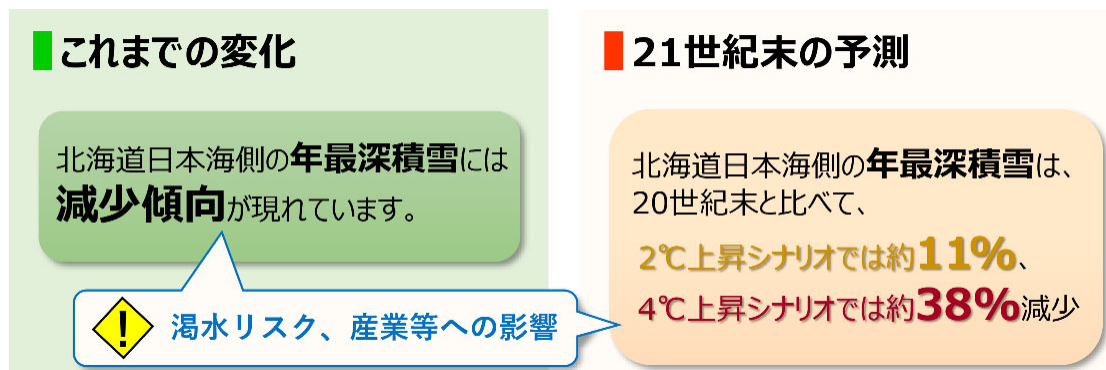 これまでの変化
北海道日本海側の年最深積雪には
減少傾向が現れています。
21世紀末の予測
北海道日本海側の年最深積雪は、
20世紀末と比べて、
2℃上昇シナリオでは約11%、
4℃上昇シナリオでは約38%減少
渇水リスク、産業等への影響